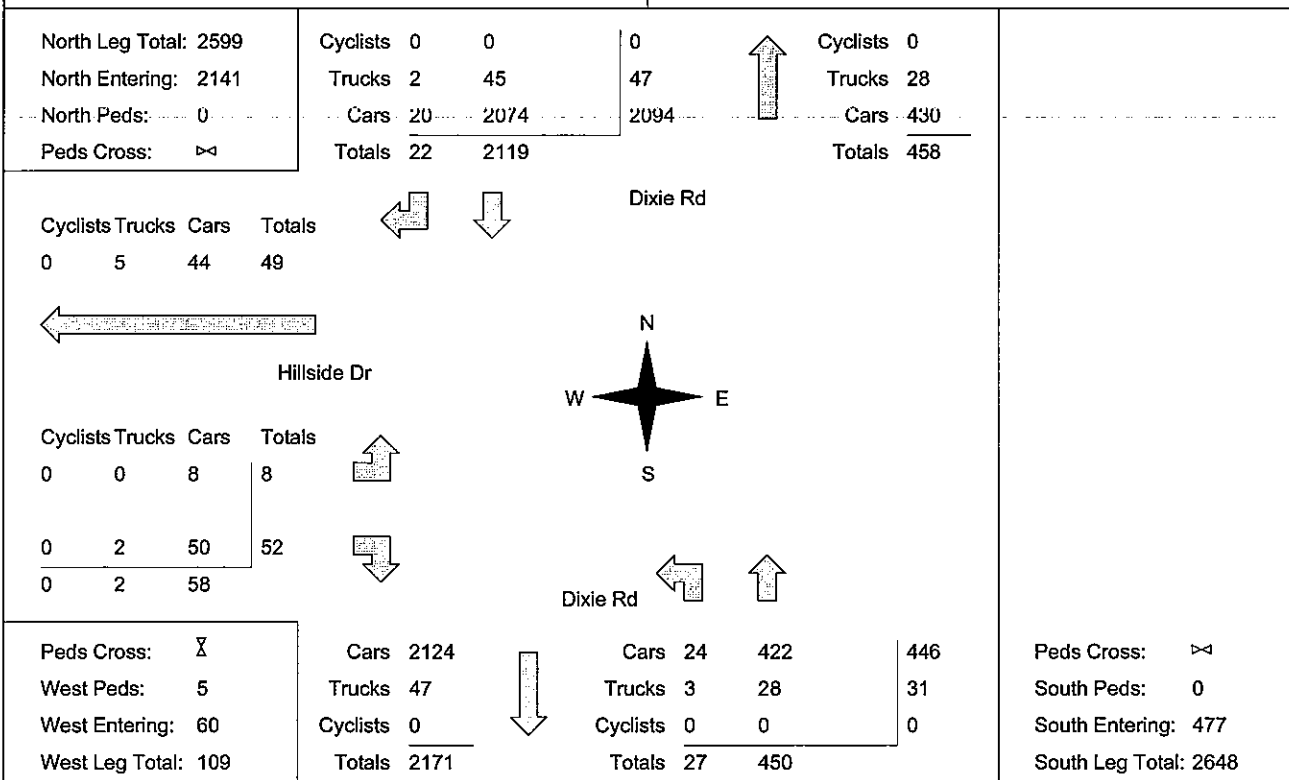 North Leg Total: 2599
North Entering: 2141
North Peds: 0
Peds Cross: ⋈
Cyclists 0 0 0
Trucks 2 45 47
Cars 20 2074 2094
Totals 22 2119
Cyclists 0
Trucks 28
Cars 430
Totals 458
Dixie Rd
Cyclists Trucks Cars Totals
0 5 44 49
Hillside Dr
N
W E
S
Cyclists Trucks Cars Totals
0 0 8 8
0 2 50 52
0 2 58
Dixie Rd
Peds Cross: ⧖
West Peds: 5
West Entering: 60
West Leg Total: 109
Cars 2124
Trucks 47
Cyclists 0
Totals 2171
Cars 24 422 446
Trucks 3 28 31
Cyclists 0 0 0
Totals 27 450
Peds Cross: ⋈
South Peds: 0
South Entering: 477
South Leg Total: 2648